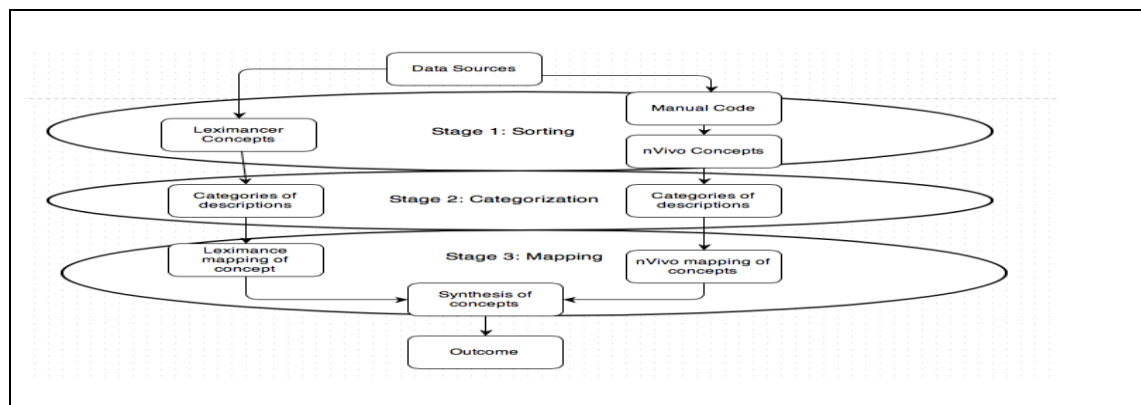 Data Sources
Manual Code
Leximancer
Concepts
Stage 1: Sorting
nVivo Concepts
Categories of
descriptions
Stage 2: Categorization
Categories of
descriptions
Leximance
mapping of
concept
Stage 3: Mapping
nVivo mapping of
concepts
Synthesis of
concepts
Outcome